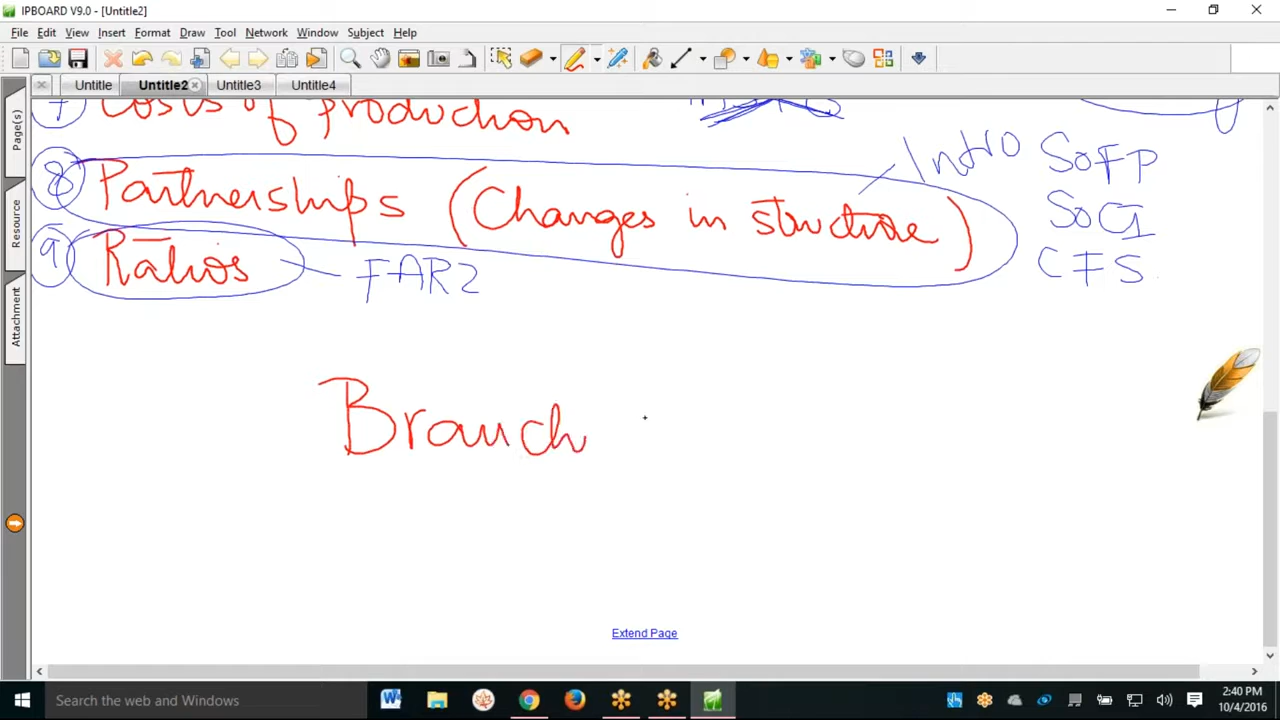 IPBOARD V9.0 - [Untitle2]
File Edit View Insert Format Draw Tool Network Window Subject Help
Untitle Untitle2 Untitle3 Untitle4
Page(s)
Resource
Attachment
7 Costs of production
8 Partnerships (Changes in structure) Intro SOFP
SOCI
9 Ratios FAR2 CFS
Branch
Extend Page
Search the web and Windows
2:40 PM
10/4/2016